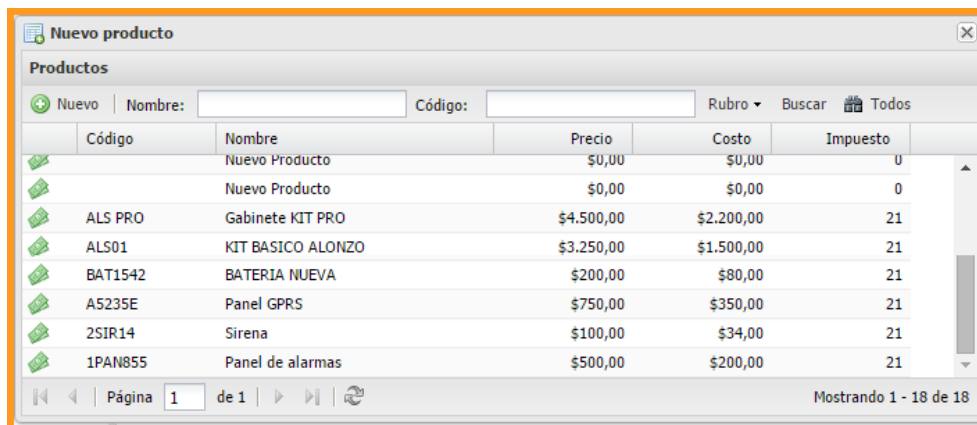 Nuevo producto
Productos
Nuevo Nombre: Código: Rubro Buscar Todos
Código Nombre Precio Costo Impuesto
Nuevo Producto $0,00 $0,00 0
Nuevo Producto $0,00 $0,00 0
ALS PRO Gabinete KIT PRO $4.500,00 $2.200,00 21
ALS01 KIT BASICO ALONZO $3.250,00 $1.500,00 21
BAT1542 BATERIA NUEVA $200,00 $80,00 21
A5235E Panel GPRS $750,00 $350,00 21
2SIR14 Sirena $100,00 $34,00 21
1PAN855 Panel de alarmas $500,00 $200,00 21
Página 1 de 1 Mostrando 1 - 18 de 18